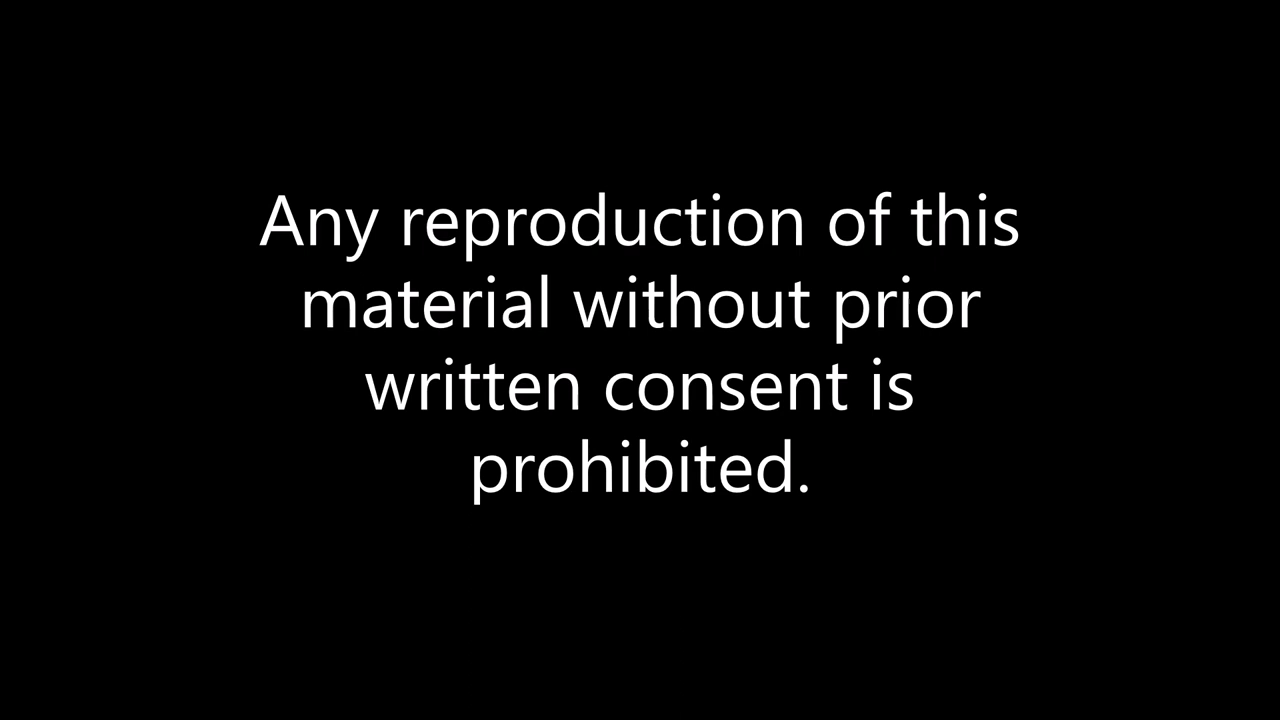 Any reproduction of this
material without prior
written consent is
prohibited.